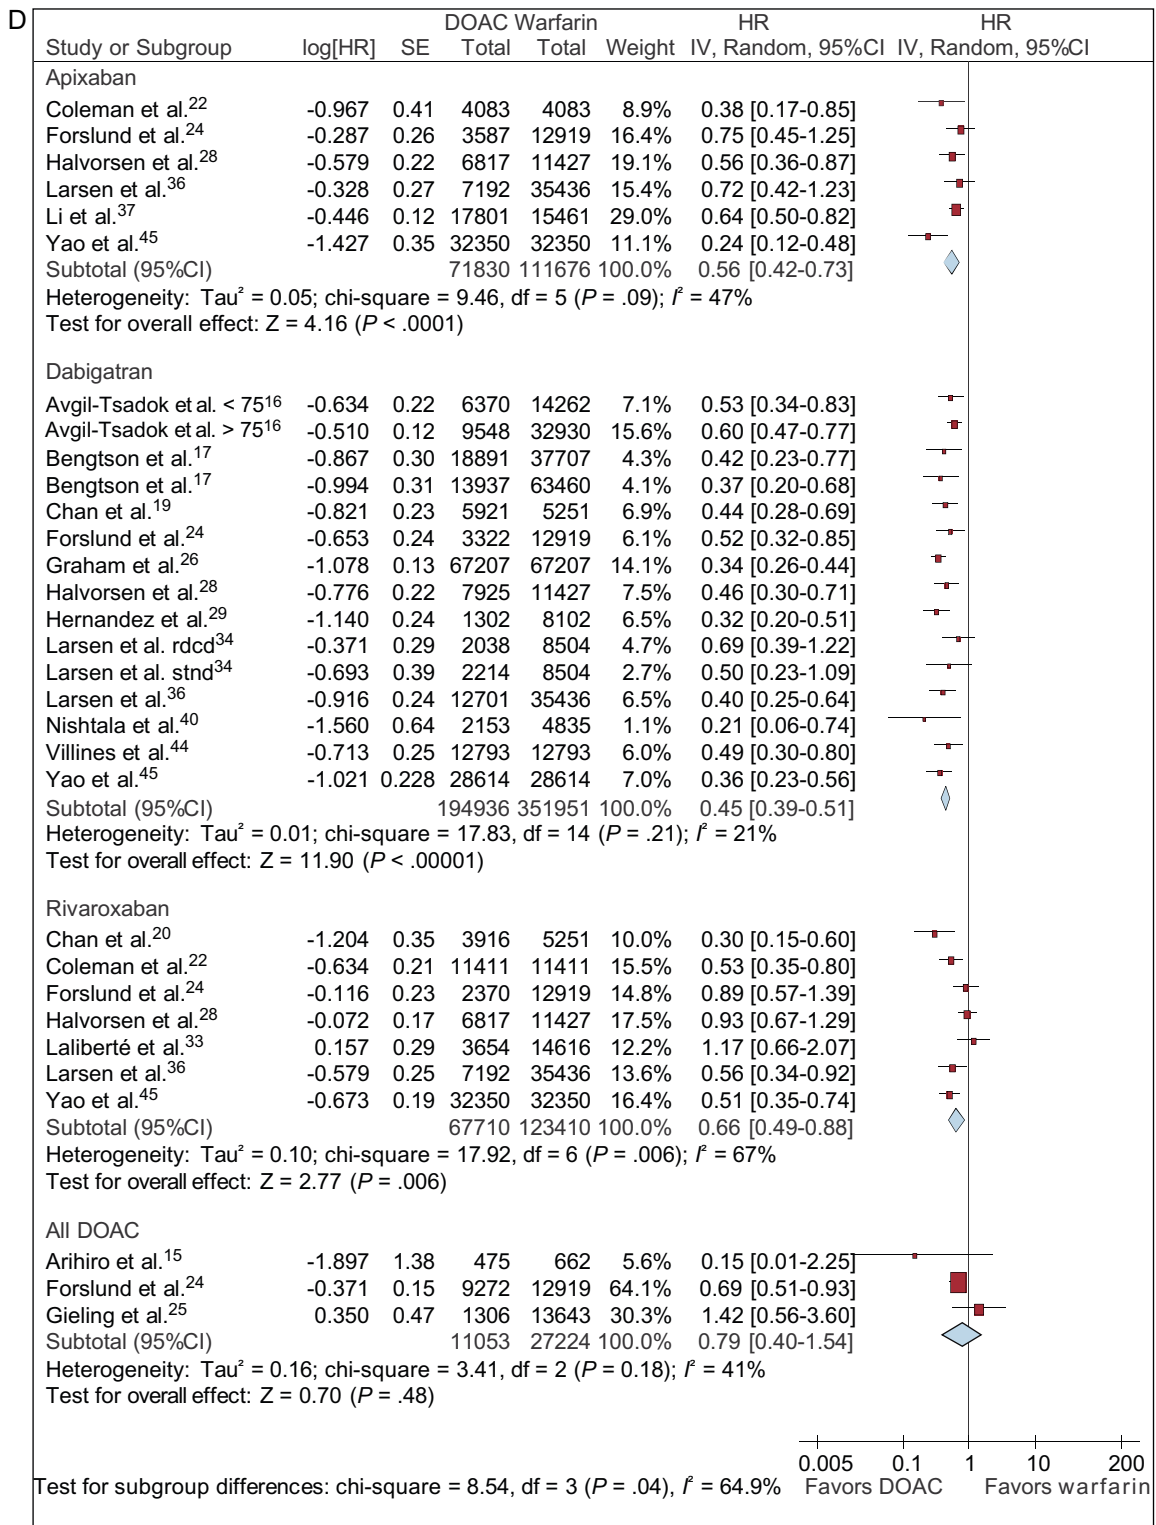 D
DOAC Warfarin HR HR
Study or Subgroup log[HR] SE Total Total Weight IV, Random, 95%CI IV, Random, 95%CI
Apixaban
Coleman et al.22 -0.967 0.41 4083 4083 8.9% 0.38 [0.17-0.85]
Forslund et al.24 -0.287 0.26 3587 12919 16.4% 0.75 [0.45-1.25]
Halvorsen et al.28 -0.579 0.22 6817 11427 19.1% 0.56 [0.36-0.87]
Larsen et al.36 -0.328 0.27 7192 35436 15.4% 0.72 [0.42-1.23]
Li et al.37 -0.446 0.12 17801 15461 29.0% 0.64 [0.50-0.82]
Yao et al.45 -1.427 0.35 32350 32350 11.1% 0.24 [0.12-0.48]
Subtotal (95%CI) 71830 111676 100.0% 0.56 [0.42-0.73]
Heterogeneity: Tau² = 0.05; chi-square = 9.46, df = 5 (P = .09); I² = 47%
Test for overall effect: Z = 4.16 (P < .0001)
Dabigatran
Avgil-Tsadok et al. < 7516 -0.634 0.22 6370 14262 7.1% 0.53 [0.34-0.83]
Avgil-Tsadok et al. > 7516 -0.510 0.12 9548 32930 15.6% 0.60 [0.47-0.77]
Bengtson et al.17 -0.867 0.30 18891 37707 4.3% 0.42 [0.23-0.77]
Bengtson et al.17 -0.994 0.31 13937 63460 4.1% 0.37 [0.20-0.68]
Chan et al.19 -0.821 0.23 5921 5251 6.9% 0.44 [0.28-0.69]
Forslund et al.24 -0.653 0.24 3322 12919 6.1% 0.52 [0.32-0.85]
Graham et al.26 -1.078 0.13 67207 67207 14.1% 0.34 [0.26-0.44]
Halvorsen et al.28 -0.776 0.22 7925 11427 7.5% 0.46 [0.30-0.71]
Hernandez et al.29 -1.140 0.24 1302 8102 6.5% 0.32 [0.20-0.51]
Larsen et al. rdcd34 -0.371 0.29 2038 8504 4.7% 0.69 [0.39-1.22]
Larsen et al. stnd34 -0.693 0.39 2214 8504 2.7% 0.50 [0.23-1.09]
Larsen et al.36 -0.916 0.24 12701 35436 6.5% 0.40 [0.25-0.64]
Nishtala et al.40 -1.560 0.64 2153 4835 1.1% 0.21 [0.06-0.74]
Villines et al.44 -0.713 0.25 12793 12793 6.0% 0.49 [0.30-0.80]
Yao et al.45 -1.021 0.228 28614 28614 7.0% 0.36 [0.23-0.56]
Subtotal (95%CI) 194936 351951 100.0% 0.45 [0.39-0.51]
Heterogeneity: Tau² = 0.01; chi-square = 17.83, df = 14 (P = .21); I² = 21%
Test for overall effect: Z = 11.90 (P < .00001)
Rivaroxaban
Chan et al.20 -1.204 0.35 3916 5251 10.0% 0.30 [0.15-0.60]
Coleman et al.22 -0.634 0.21 11411 11411 15.5% 0.53 [0.35-0.80]
Forslund et al.24 -0.116 0.23 2370 12919 14.8% 0.89 [0.57-1.39]
Halvorsen et al.28 -0.072 0.17 6817 11427 17.5% 0.93 [0.67-1.29]
Laliberté et al.33 0.157 0.29 3654 14616 12.2% 1.17 [0.66-2.07]
Larsen et al.36 -0.579 0.25 7192 35436 13.6% 0.56 [0.34-0.92]
Yao et al.45 -0.673 0.19 32350 32350 16.4% 0.51 [0.35-0.74]
Subtotal (95%CI) 67710 123410 100.0% 0.66 [0.49-0.88]
Heterogeneity: Tau² = 0.10; chi-square = 17.92, df = 6 (P = .006); I² = 67%
Test for overall effect: Z = 2.77 (P = .006)
All DOAC
Arihiro et al.15 -1.897 1.38 475 662 5.6% 0.15 [0.01-2.25]
Forslund et al.24 -0.371 0.15 9272 12919 64.1% 0.69 [0.51-0.93]
Gieling et al.25 0.350 0.47 1306 13643 30.3% 1.42 [0.56-3.60]
Subtotal (95%CI) 11053 27224 100.0% 0.79 [0.40-1.54]
Heterogeneity: Tau² = 0.16; chi-square = 3.41, df = 2 (P = 0.18); I² = 41%
Test for overall effect: Z = 0.70 (P = .48)
0.005 0.1 1 10 200
Test for subgroup differences: chi-square = 8.54, df = 3 (P = .04), I² = 64.9% Favors DOAC Favors warfarin